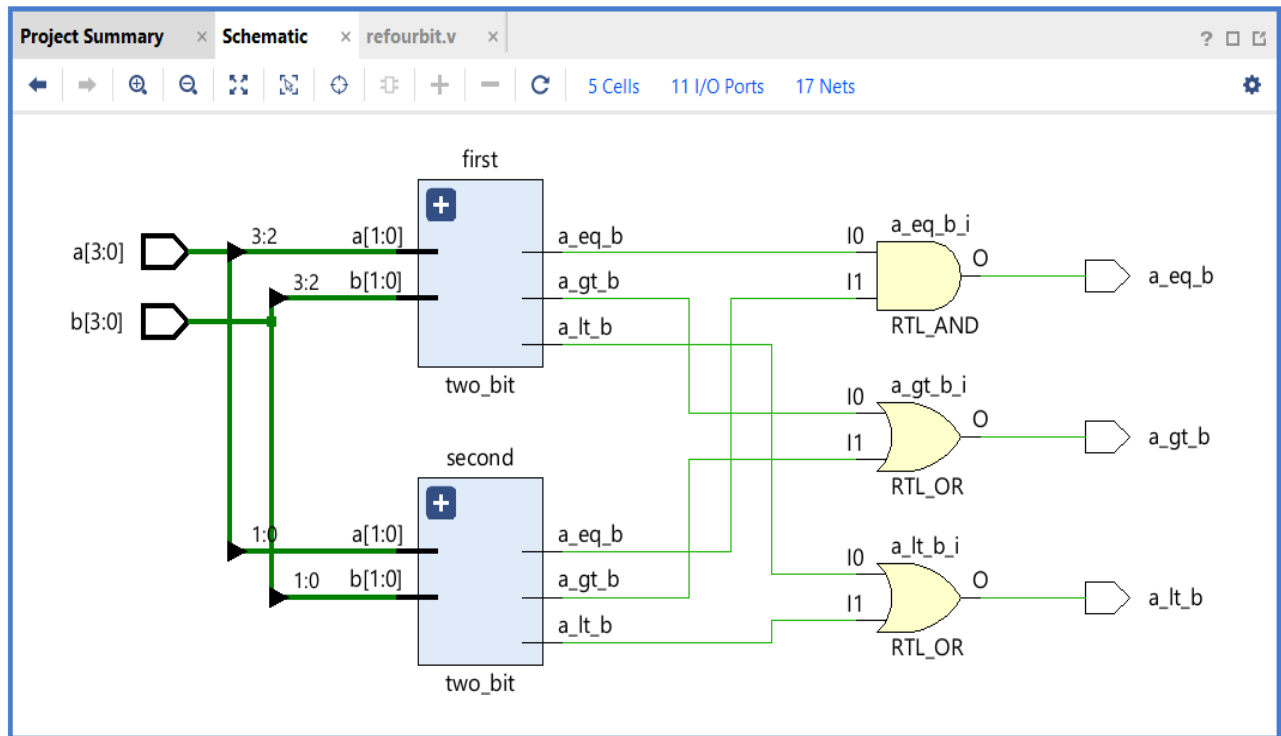 Project Summary × Schematic × refourbit.v ×
?
5 Cells 11 I/O Ports 17 Nets
first
a[3:0] 3:2 a[1:0] a_eq_b I0 a_eq_b_i O a_eq_b
b[3:0] 3:2 b[1:0] a_gt_b I1 RTL_AND
a_lt_b
two_bit
I0 a_gt_b_i O a_gt_b
I1 RTL_OR
second
1:0 a[1:0] a_eq_b I0 a_lt_b_i O a_lt_b
1:0 b[1:0] a_gt_b I1 RTL_OR
a_lt_b
two_bit